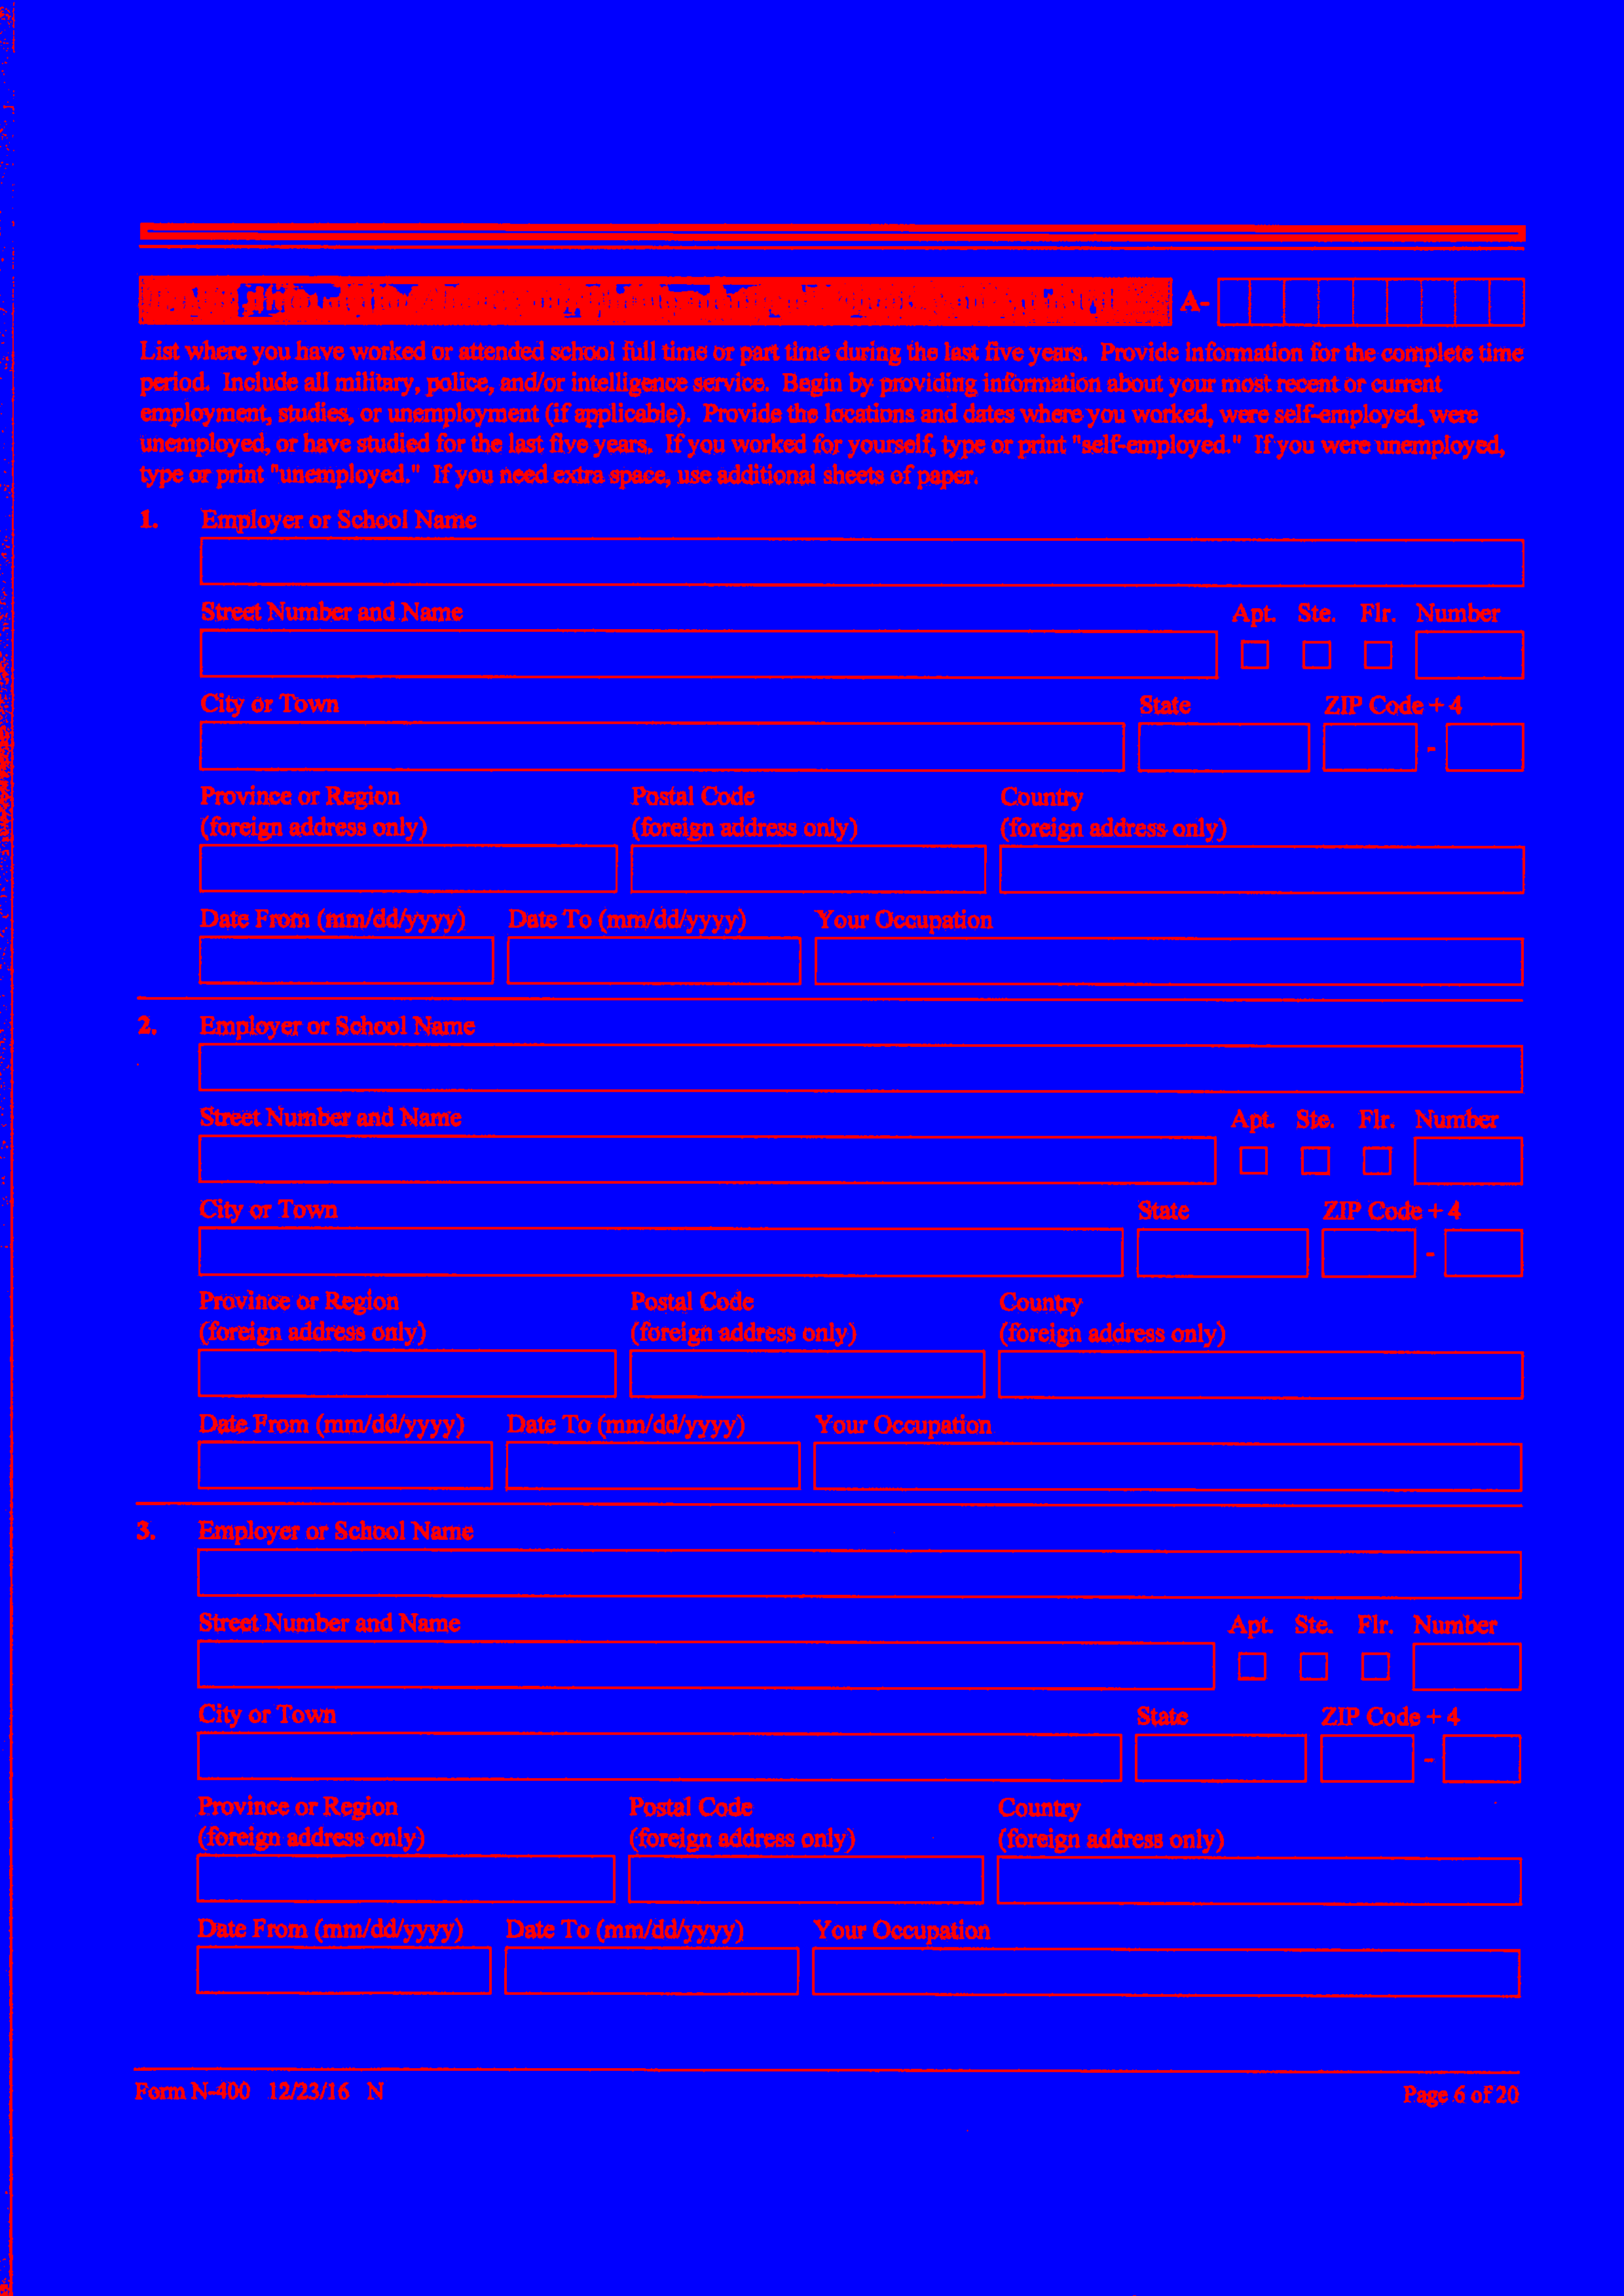 A-
List where you have worked or attended school full time or part time during the last five years. Provide information for the complete time
period. Include all military, police, and/or intelligence service. Begin by providing information about your most recent or current
employment, studies, or unemployment (if applicable). Provide the locations and dates where you worked, were self-employed, were
unemployed, or have studied for the last five years. If you worked for yourself, type or print "self-employed." If you were unemployed,
type or print "unemployed." If you need extra space, use additional sheets of paper.
1. Employer or School Name
Street Number and Name Apt. Ste. Flr. Number
City or Town State ZIP Code + 4
-
Province or Region Postal Code Country
(foreign address only) (foreign address only) (foreign address only)
Date From (mm/dd/yyyy) Date To (mm/dd/yyyy) Your Occupation
2. Employer or School Name
Street Number and Name Apt. Ste. Flr. Number
City or Town State ZIP Code + 4
-
Province or Region Postal Code Country
(foreign address only) (foreign address only) (foreign address only)
Date From (mm/dd/yyyy) Date To (mm/dd/yyyy) Your Occupation
3. Employer or School Name
Street Number and Name Apt. Ste. Flr. Number
City or Town State ZIP Code + 4
-
Province or Region Postal Code Country
(foreign address only) (foreign address only) (foreign address only)
Date From (mm/dd/yyyy) Date To (mm/dd/yyyy) Your Occupation
Form N-400 12/23/16 N Page 6 of 20